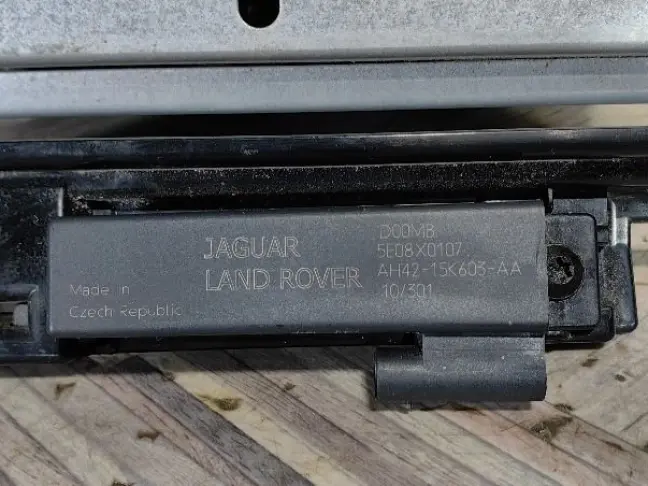 JAGUAR
LAND ROVER
D00MB
5E08X0107
AH42-15K603-AA
10/301
Made in
Czech Republic